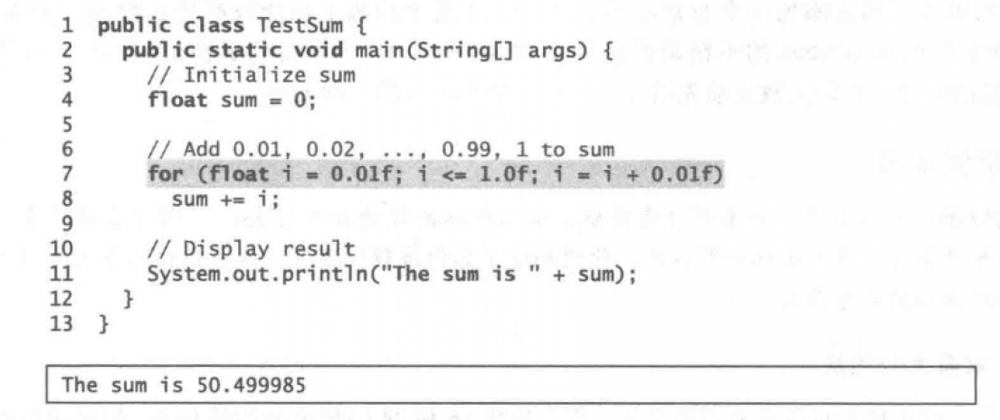 1 public class TestSum {
2 public static void main(String[] args) {
3 // Initialize sum
4 float sum = 0;
5
6 // Add 0.01, 0.02, ..., 0.99, 1 to sum
7 for (float i = 0.01f; i <= 1.0f; i = i + 0.01f)
8 sum += i;
9
10 // Display result
11 System.out.println("The sum is " + sum);
12 }
13 }
The sum is 50.499985